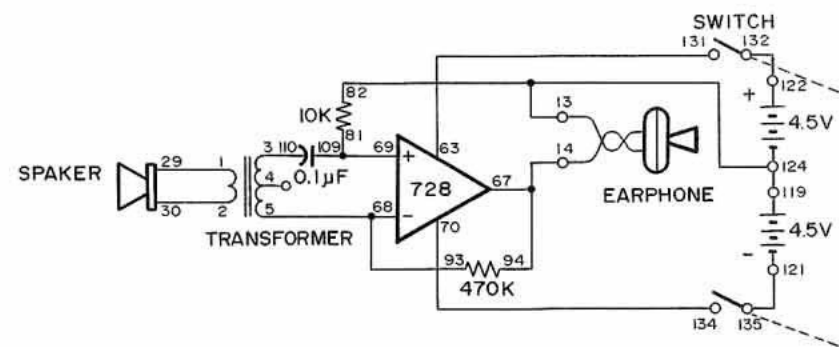 SWITCH
131 132
122
+
4.5V
82
10K
81
13
14
3 110 109
69
+
63
29
1
SPAKER
4
0.1µF
728
67
EARPHONE
124
119
30
2
5
68
−
70
TRANSFORMER
93 94
470K
4.5V
−
121
134 135